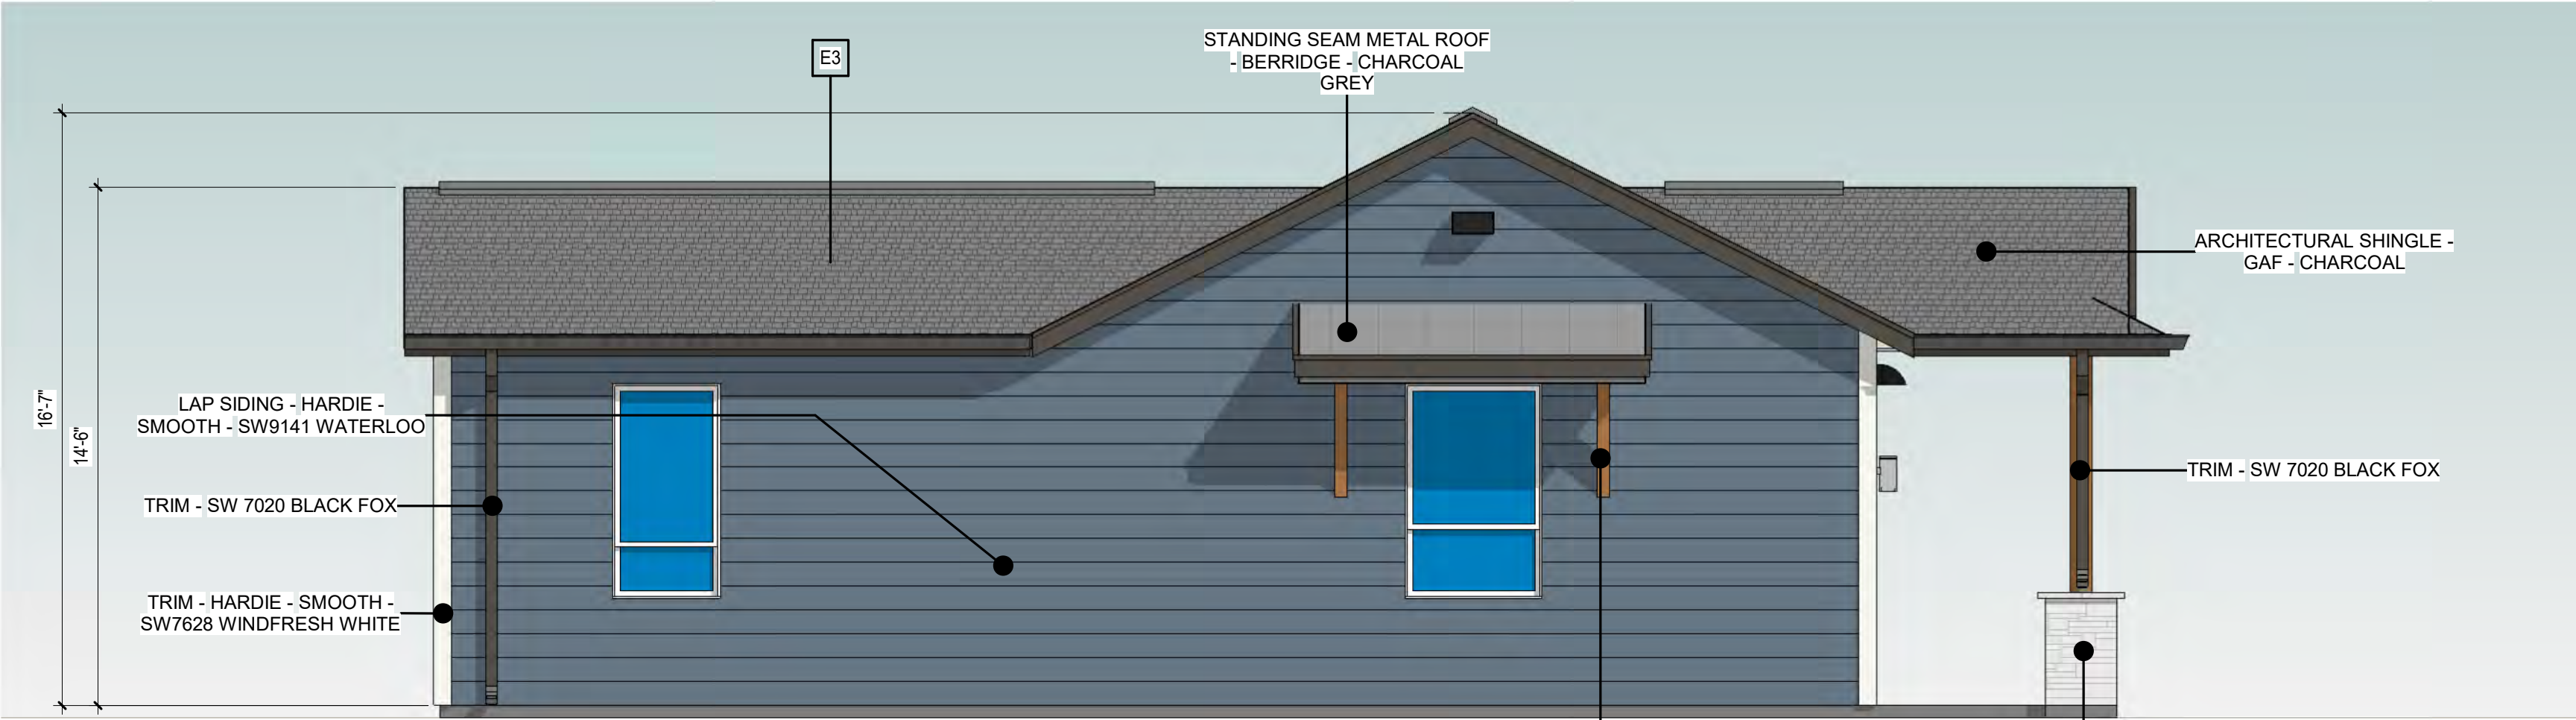 E3
STANDING SEAM METAL ROOF
- BERRIDGE - CHARCOAL
GREY
ARCHITECTURAL SHINGLE -
GAF - CHARCOAL
16'-7"
14'-6"
LAP SIDING - HARDIE -
SMOOTH - SW9141 WATERLOO
TRIM - SW 7020 BLACK FOX
TRIM - SW 7020 BLACK FOX
TRIM - HARDIE - SMOOTH -
SW7628 WINDFRESH WHITE